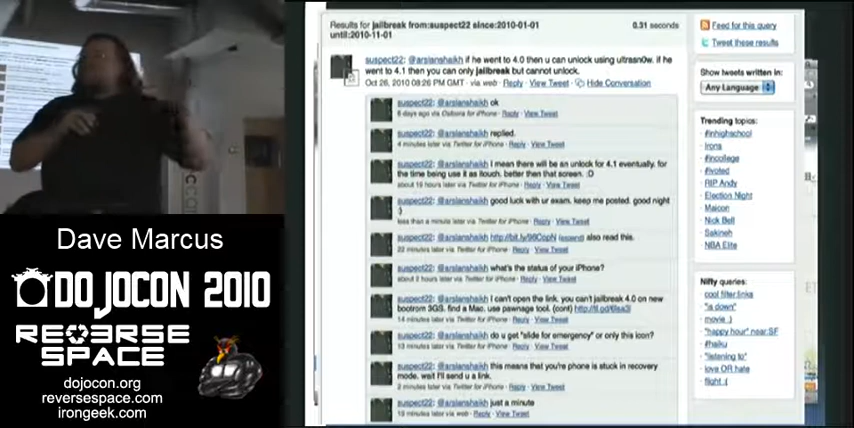 Results for jailbreak from:suspect22 since:2010-01-01
until:2010-11-01
0.31 seconds
suspect22: @arslanshaikh if he went to 4.0 then u can unlock using ultrasn0w. if he
went to 4.1 then you can only jailbreak but cannot unlock.
Oct 26, 2010 08:26 PM GMT · via web · Reply · View Tweet · Hide Conversation
suspect22: @arslanshaikh ok
6 days ago via Twitter for iPhone · Reply · View Tweet
suspect22: @arslanshaikh replied.
4 minutes later via Twitter for iPhone · Reply · View Tweet
suspect22: @arslanshaikh I mean there will be an unlock for 4.1 eventually. for
the time being use it as itouch. better then that screen. :D
about 19 hours later via Twitter for iPhone · Reply · View Tweet
suspect22: @arslanshaikh good luck with ur exam. keep me posted. good night
:)
less than a minute later via Twitter for iPhone · Reply · View Tweet
suspect22: @arslanshaikh also read this.
22 minutes later via Twitter for iPhone · Reply · View Tweet
suspect22: @arslanshaikh what's the status of your iPhone?
hours later via Twitter for iPhone · Reply · View Tweet
suspect22: @arslanshaikh I can't open the link. you can't jailbreak 4.0 on new
bootrom 3GS. find a Mac. use pwnage tool. (cont)
14 minutes later via Twitter for iPhone · Reply · View Tweet
suspect22: @arslanshaikh do u get "slide for emergency" or only this icon?
13 minutes later via Twitter for iPhone · Reply · View Tweet
suspect22: @arslanshaikh this means that you're phone is stuck in recovery
mode. wait I'll send u a link.
2 minutes later via Twitter for iPhone · Reply · View Tweet
suspect22: @arslanshaikh just a minute
minutes later via web · Reply · View Tweet
Feed for this query
Tweet these results
Show tweets written in:
Any Language
Trending topics:
· #inhighschool
· Irons
· #incollege
· #ivoted
· RIP Andy
· Election Night
· Maicon
· Nick Bell
· Sakineh
· NBA Elite
Nifty queries:
· cool filter:links
· "is down"
· movie :)
· "happy hour" near:SF
· #haiku
· "listening to"
· love OR hate
· flight :(
Dave Marcus
DOJOCON 2010
REVERSE
SPACE
dojocon.org
reversespace.com
irongeek.com